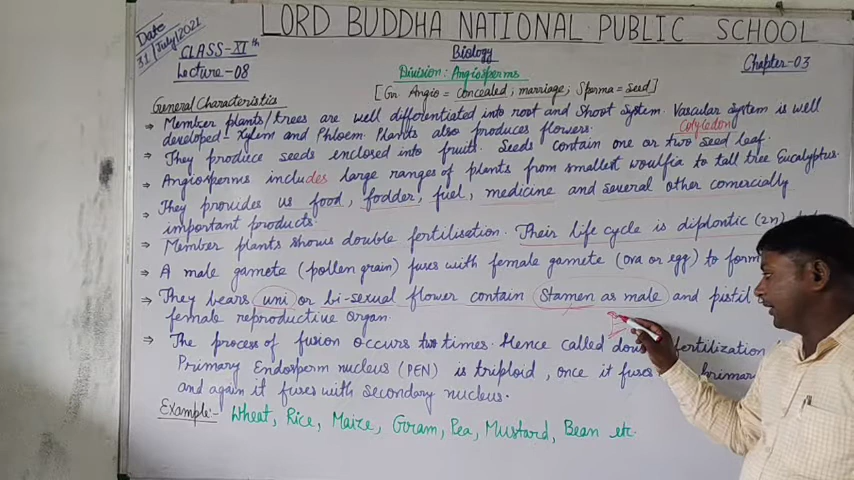 LORD BUDDHA NATIONAL PUBLIC SCHOOL
Date
31/July/2021
CLASS-XIth
Lecture-08
Biology
Division: Angiosperms
[Gr. Angio = concealed, marriage; Sperma = seed]
Chapter-03
General Characteristics
Member plants/trees are well differentiated into root and Shoot System. Vascular System is well
developed- Xylem and Phloem. Plants also produces flowers.
Cotyledon
They produce seeds enclosed into fruit. Seeds contain one or two seed leaf.
Angiosperms includes large ranges of plants from smallest woulfia to tall tree Eucalyptus.
They provides us food, fodder, fuel, medicine and several other comercially
important products.
Member plants shows double fertilisation. Their life cycle is diplontic (2n)
A male gamete (pollen grain) fuses with female gamete (ova or egg) to form
They bears uni or bi-sexual flower contain Stamen as male and pistil
female reproductive organ.
The process of fusion occurs two times. Hence called fertilization
Primary Endosperm nucleus (PEN) is triploid, once it fuses primary
and again it fuses with secondary nucleus.
Example:- Wheat, Rice, Maize, Gram, Pea, Mustard, Bean etc.